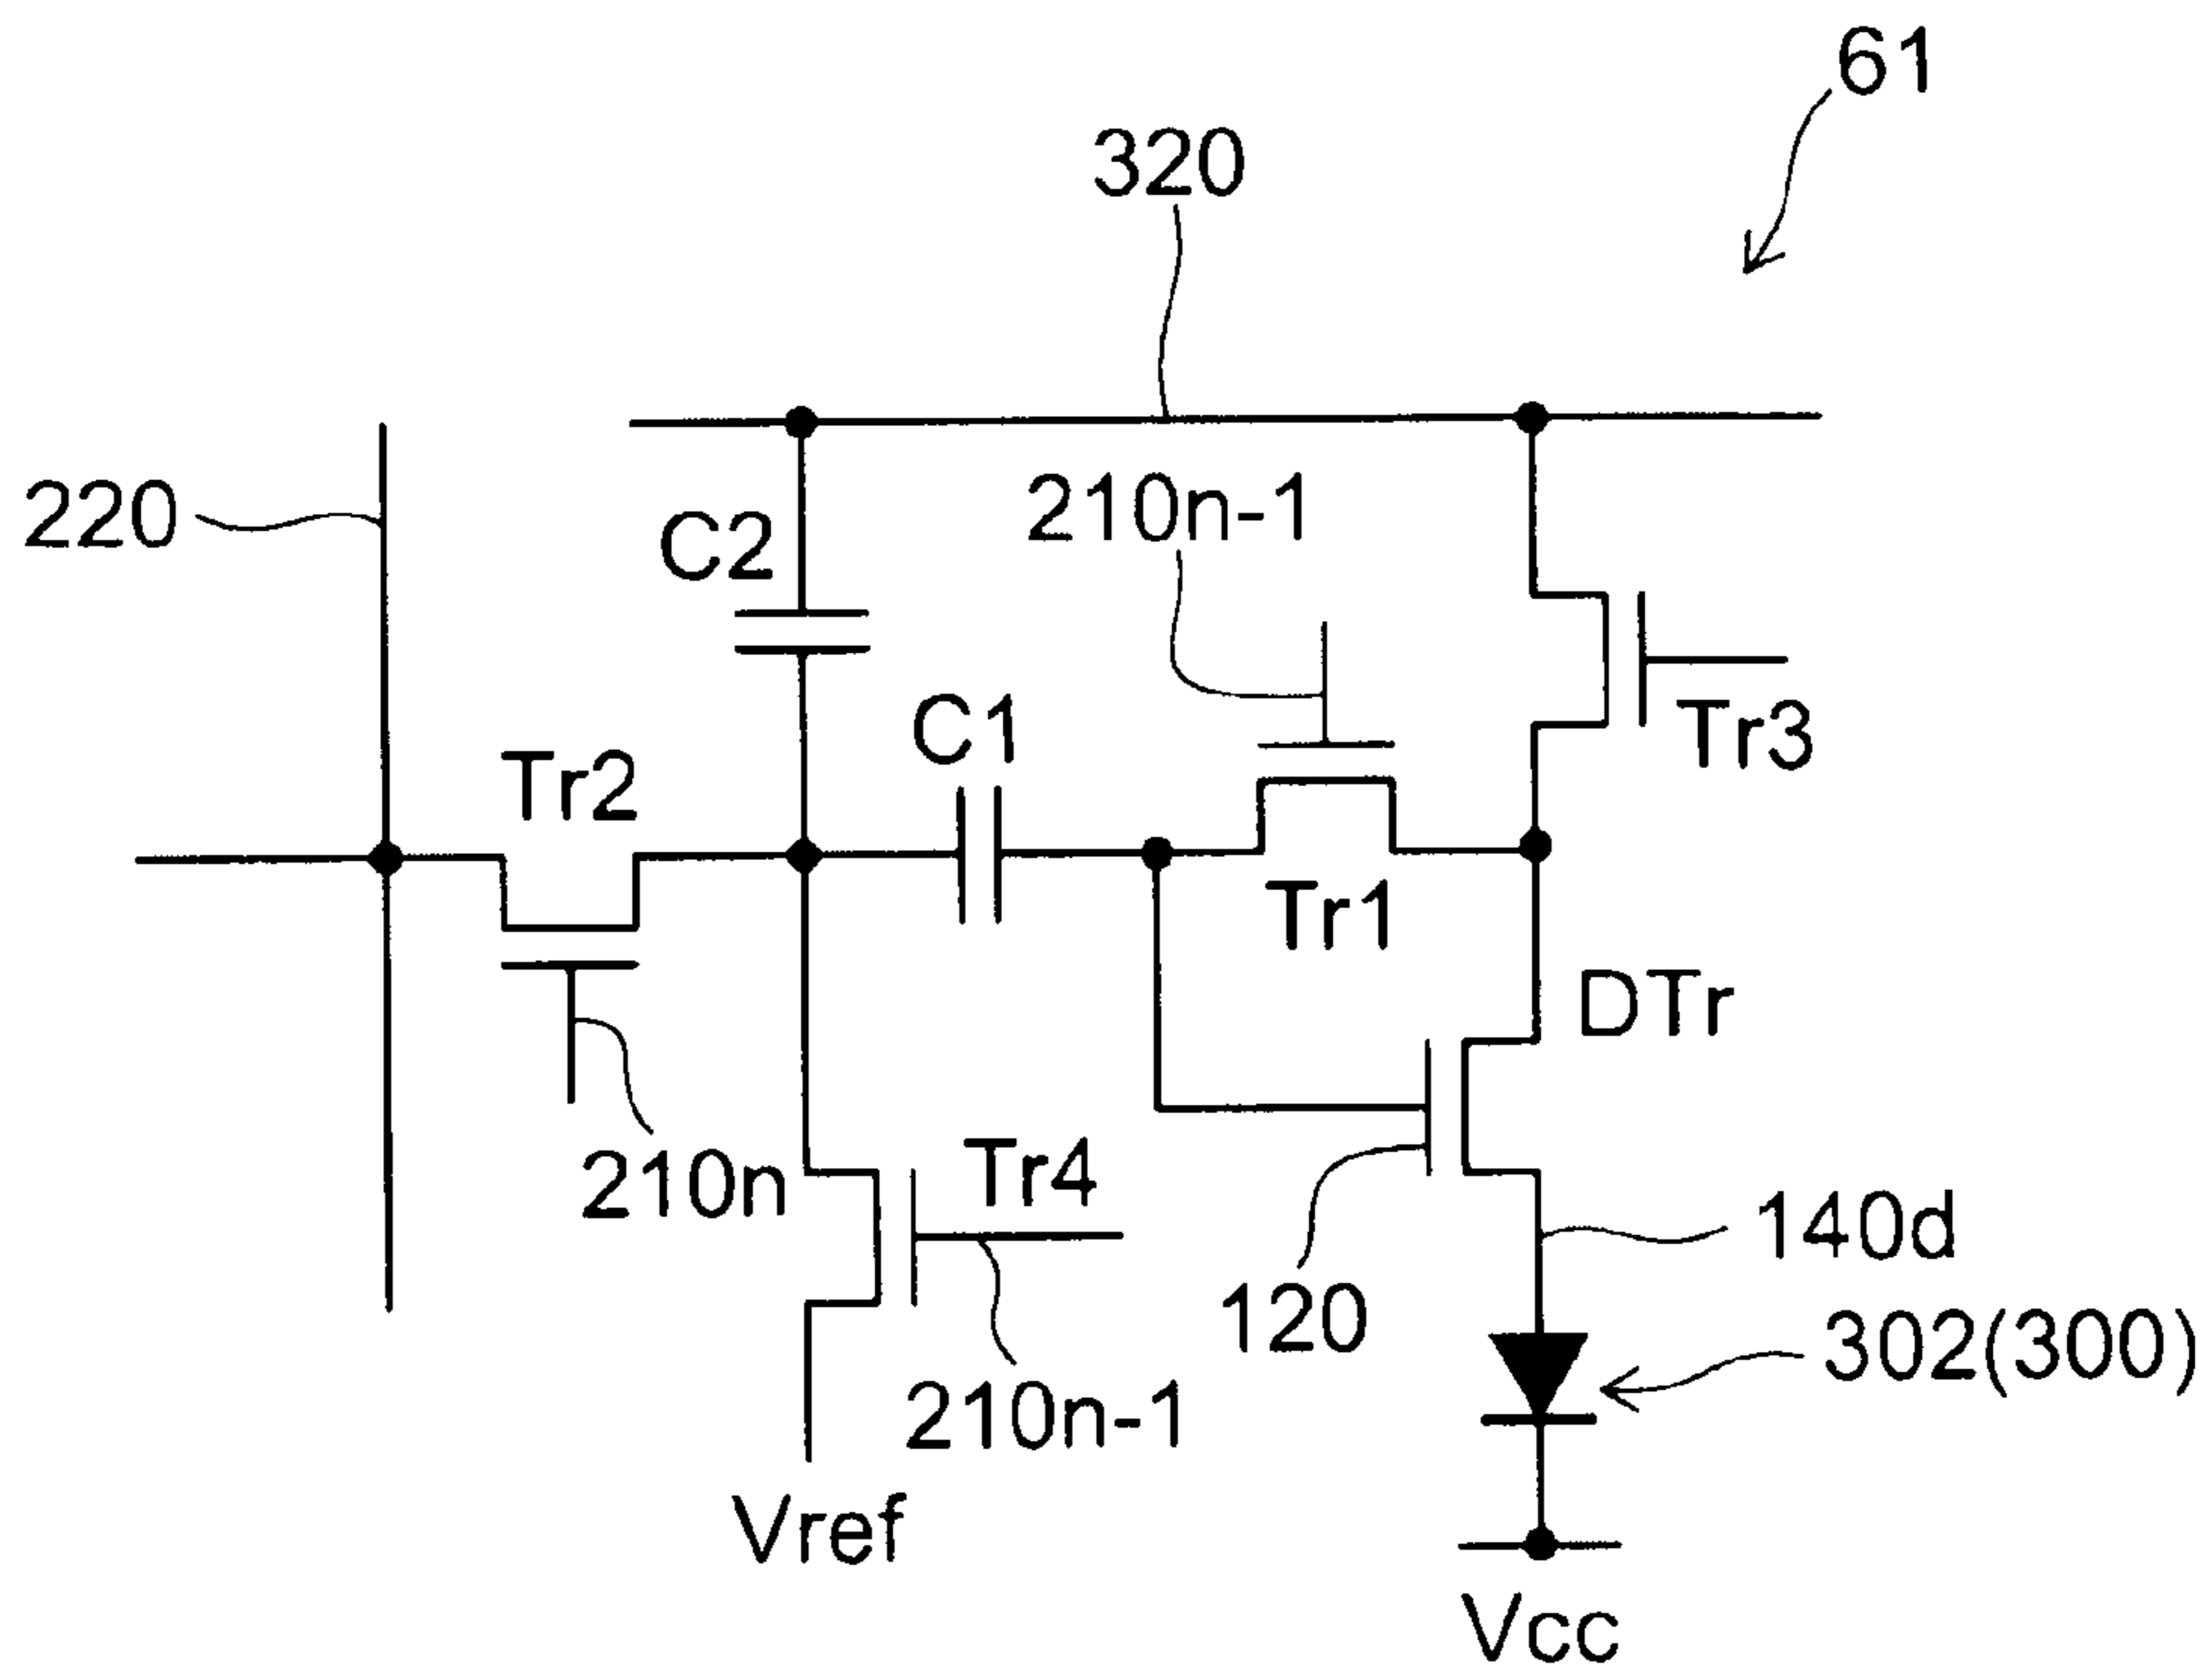 61
320
220
210n-1
C2
C1
Tr3
Tr2
Tr1
DTr
210n
Tr4
140d
120
302(300)
210n-1
Vref
Vcc